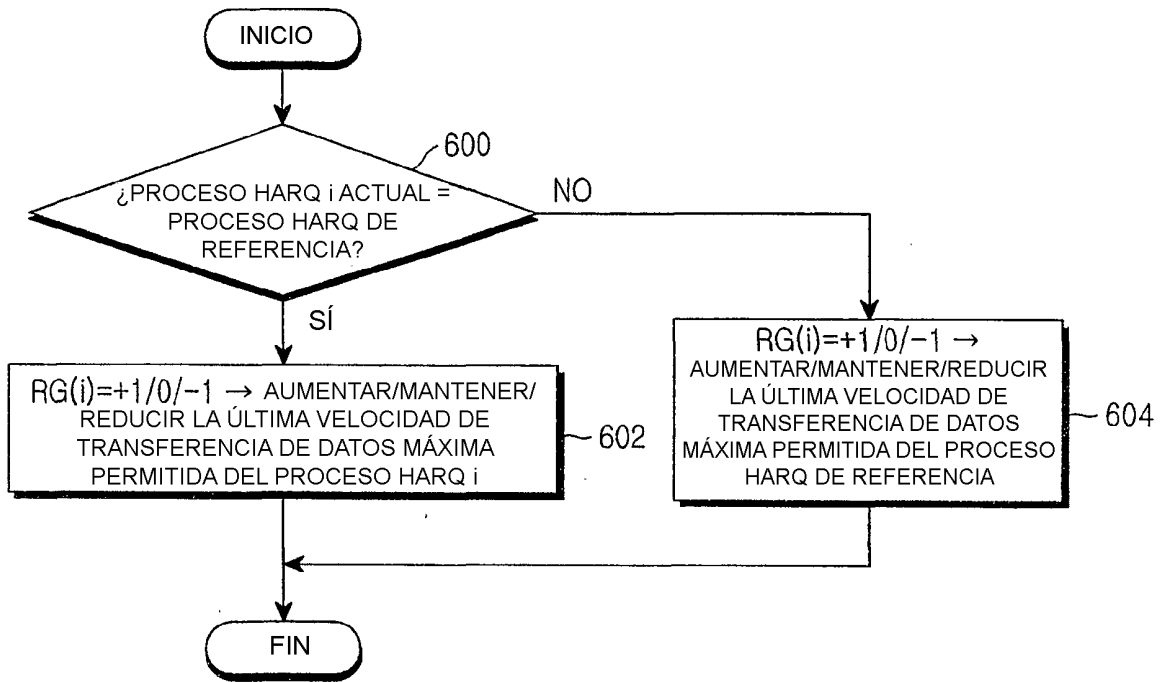 INICIO
600
¿PROCESO HARQ i ACTUAL =
PROCESO HARQ DE
REFERENCIA?
NO
SÍ
RG(i)=+1/0/−1 → AUMENTAR/MANTENER/
REDUCIR LA ÚLTIMA VELOCIDAD DE
TRANSFERENCIA DE DATOS MÁXIMA
PERMITIDA DEL PROCESO HARQ i
602
RG(i)=+1/0/−1 →
AUMENTAR/MANTENER/REDUCIR
LA ÚLTIMA VELOCIDAD DE
TRANSFERENCIA DE DATOS
MÁXIMA PERMITIDA DEL PROCESO
HARQ DE REFERENCIA
604
FIN